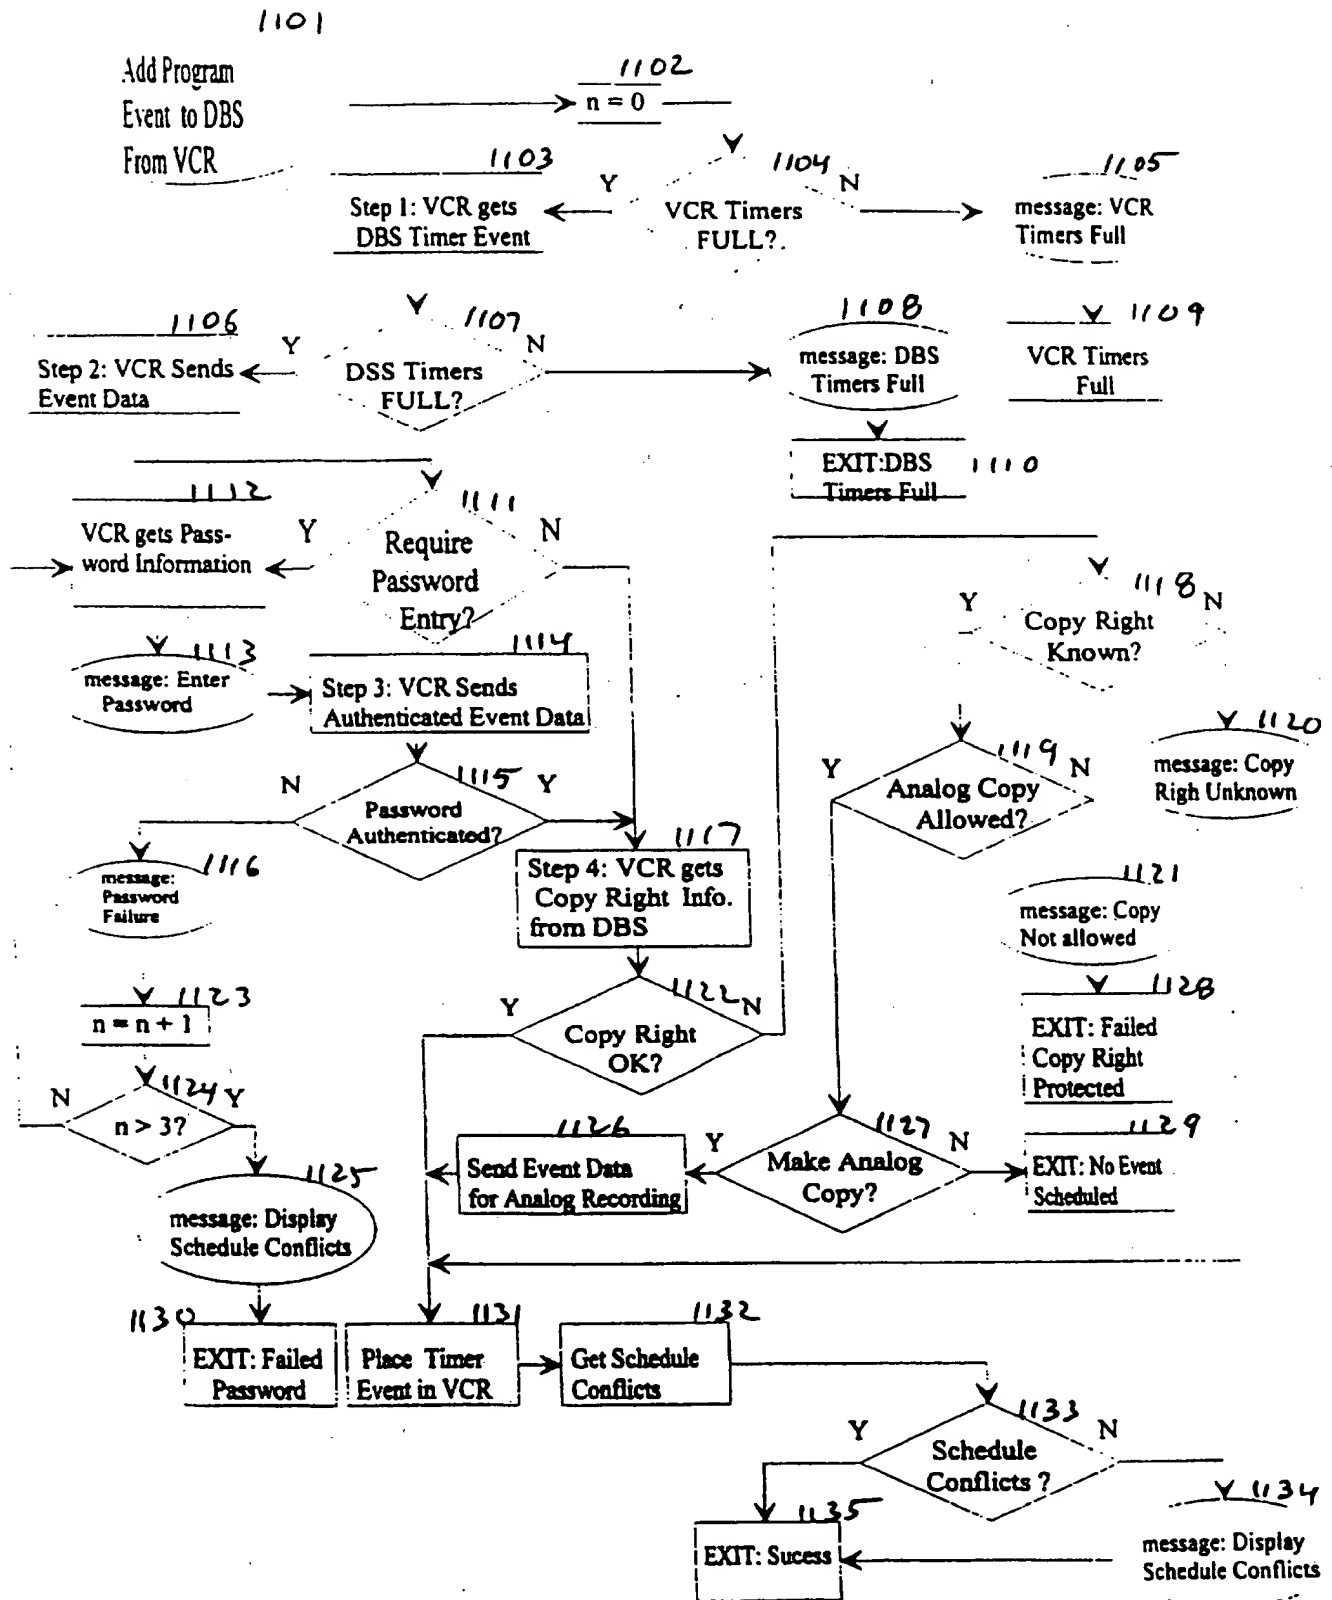 1101
Add Program
Event to DBS
From VCR
1102
n = 0
1103
Step 1: VCR gets
DBS Timer Event
Y
1104
N
VCR Timers
FULL?
1105
message: VCR
Timers Full
1106
Step 2: VCR Sends
Event Data
Y
1107
N
DSS Timers
FULL?
1108
message: DBS
Timers Full
1109
VCR Timers
Full
EXIT:DBS
Timers Full
1110
1112
VCR gets Pass-
word Information
Y
1111
N
Require
Password
Entry?
1113
message: Enter
Password
1114
Step 3: VCR Sends
Authenticated Event Data
1118
Y
N
Copy Right
Known?
N
1115
Y
Password
Authenticated?
Y
1119
N
Analog Copy
Allowed?
1120
message: Copy
Righ Unknown
1116
message:
Password
Failure
1117
Step 4: VCR gets
Copy Right Info.
from DBS
1121
message: Copy
Not allowed
1123
n = n + 1
Y
1122
N
Copy Right
OK?
1128
EXIT: Failed
Copy Right
Protected
N
1124
Y
n > 3?
1126
Send Event Data
for Analog Recording
Y
1127
N
Make Analog
Copy?
1129
EXIT: No Event
Scheduled
1125
message: Display
Schedule Conflicts
1130
EXIT: Failed
Password
1131
Place Timer
Event in VCR
1132
Get Schedule
Conflicts
Y
1133
N
Schedule
Conflicts ?
1135
EXIT: Sucess
1134
message: Display
Schedule Conflicts